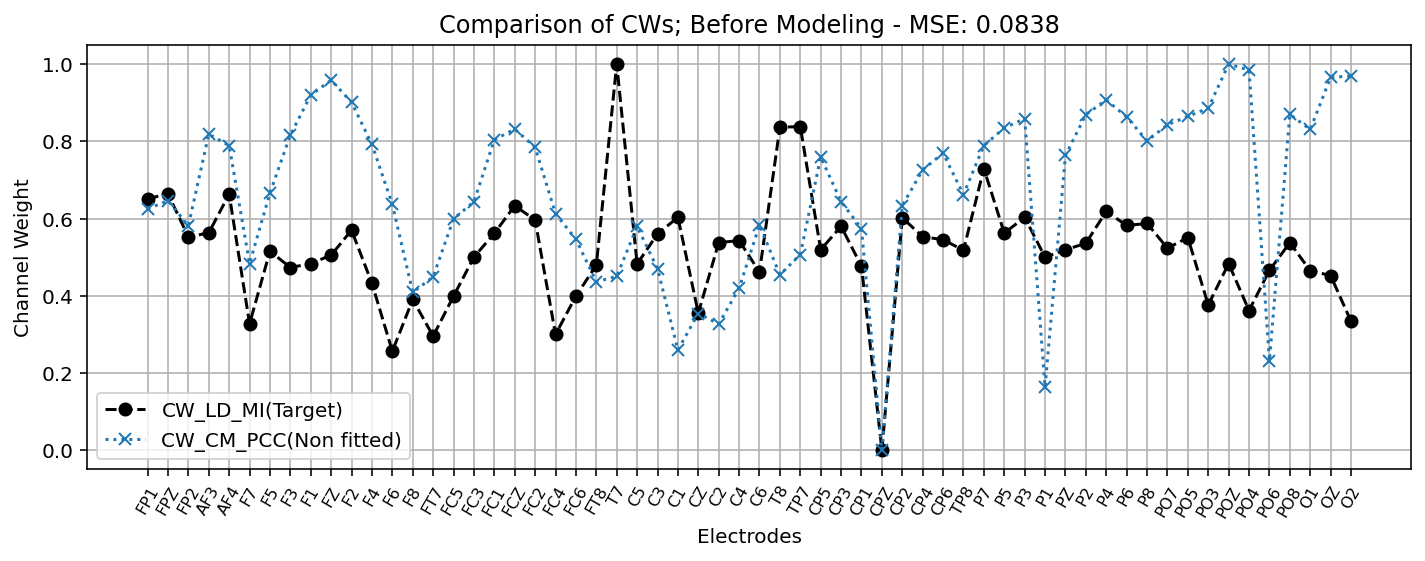 Comparison of CWs; Before Modeling - MSE: 0.0838
Channel Weight
1.0
0.8
0.6
0.4
0.2
0.0
CW_LD_MI(Target)
CW_CM_PCC(Non fitted)
FP1 FPZ FP2 AF3 AF4 F7 F5 F3 F1 FZ F2 F4 F6 F8 FT7 FC5 FC3 FC1 FCZ FC2 FC4 FC6 FT8 T7 C5 C3 C1 CZ C2 C4 C6 T8 TP7 CP5 CP3 CP1 CPZ CP2 CP4 CP6 TP8 P7 P5 P3 P1 PZ P2 P4 P6 P8 PO7 PO5 PO3 POZ PO4 PO6 PO8 O1 OZ O2
Electrodes